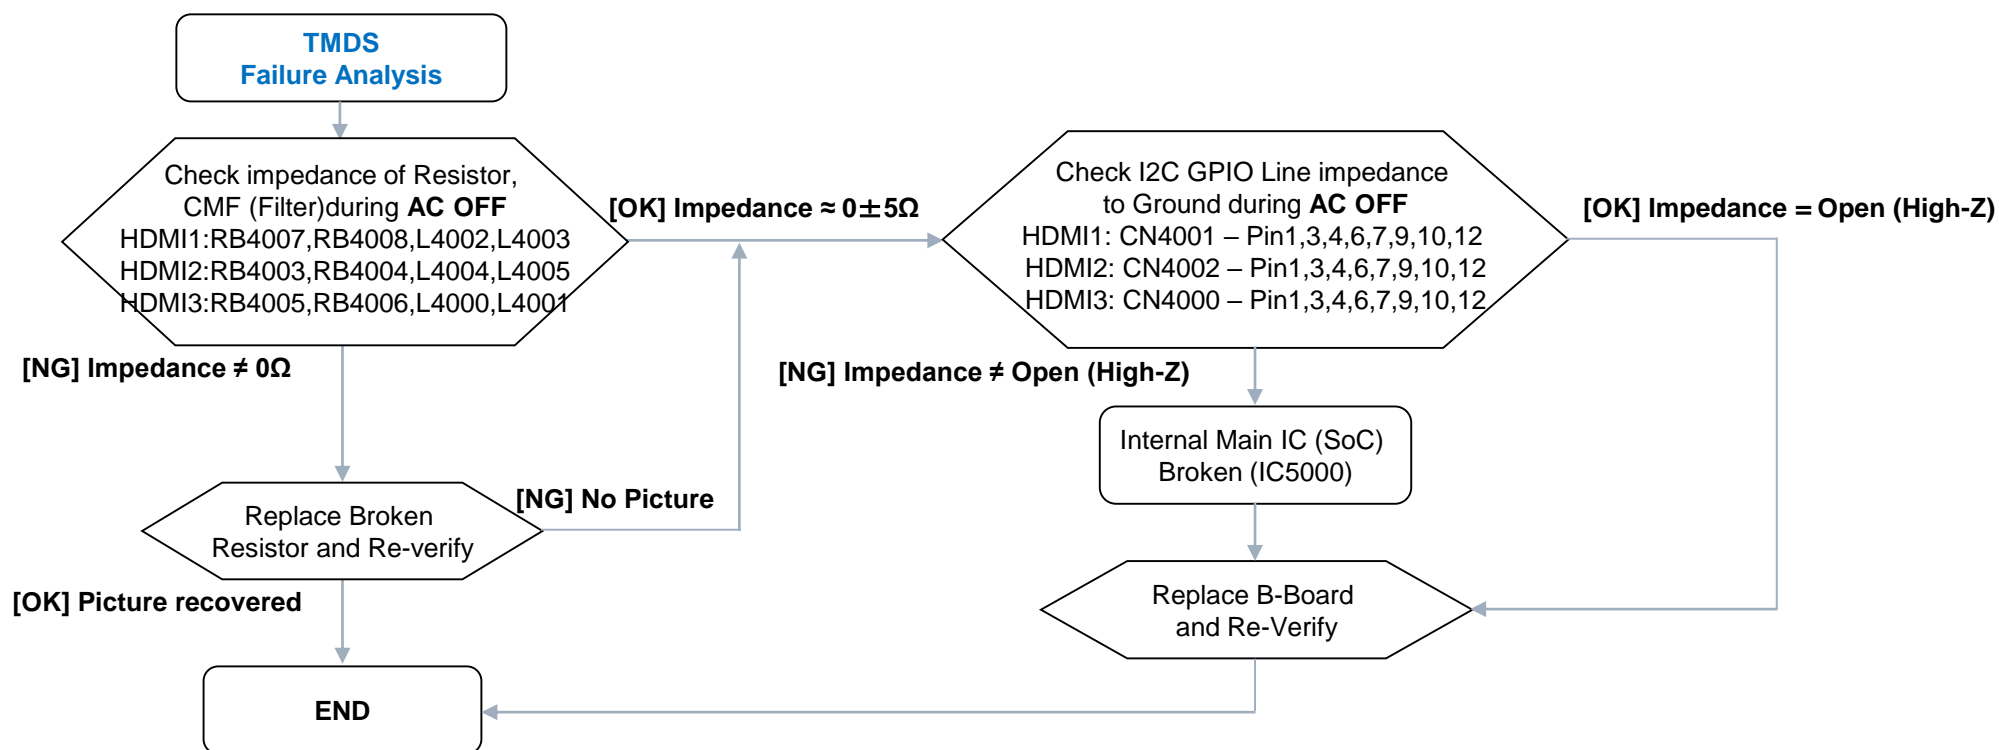 TMDS
Failure Analysis
Check impedance of Resistor,
CMF (Filter)during AC OFF
HDMI1:RB4007,RB4008,L4002,L4003
HDMI2:RB4003,RB4004,L4004,L4005
HDMI3:RB4005,RB4006,L4000,L4001
[OK] Impedance ≈ 0±5Ω
Check I2C GPIO Line impedance
to Ground during AC OFF
HDMI1: CN4001 – Pin1,3,4,6,7,9,10,12
HDMI2: CN4002 – Pin1,3,4,6,7,9,10,12
HDMI3: CN4000 – Pin1,3,4,6,7,9,10,12
[OK] Impedance = Open (High-Z)
[NG] Impedance ≠ 0Ω
[NG] Impedance ≠ Open (High-Z)
Internal Main IC (SoC)
Broken (IC5000)
[NG] No Picture
Replace Broken
Resistor and Re-verify
[OK] Picture recovered
Replace B-Board
and Re-Verify
END